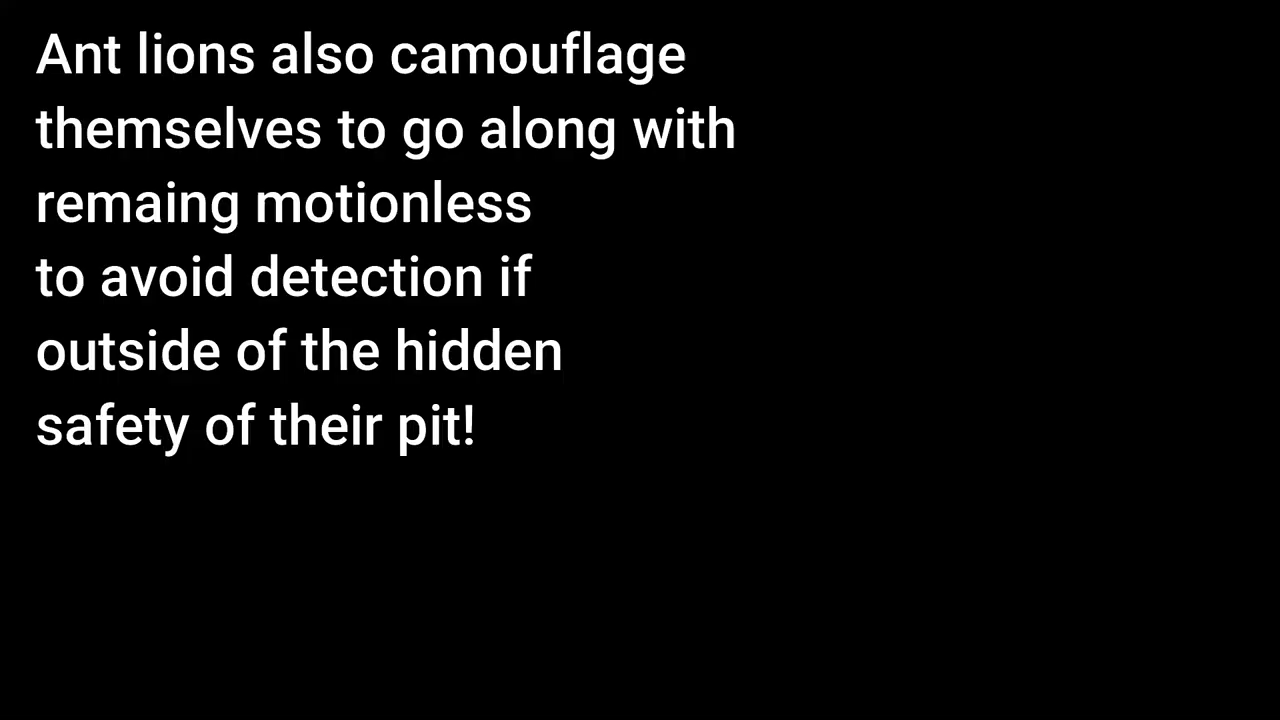 Ant lions also camouflage
themselves to go along with
remaing motionless
to avoid detection if
outside of the hidden
safety of their pit!